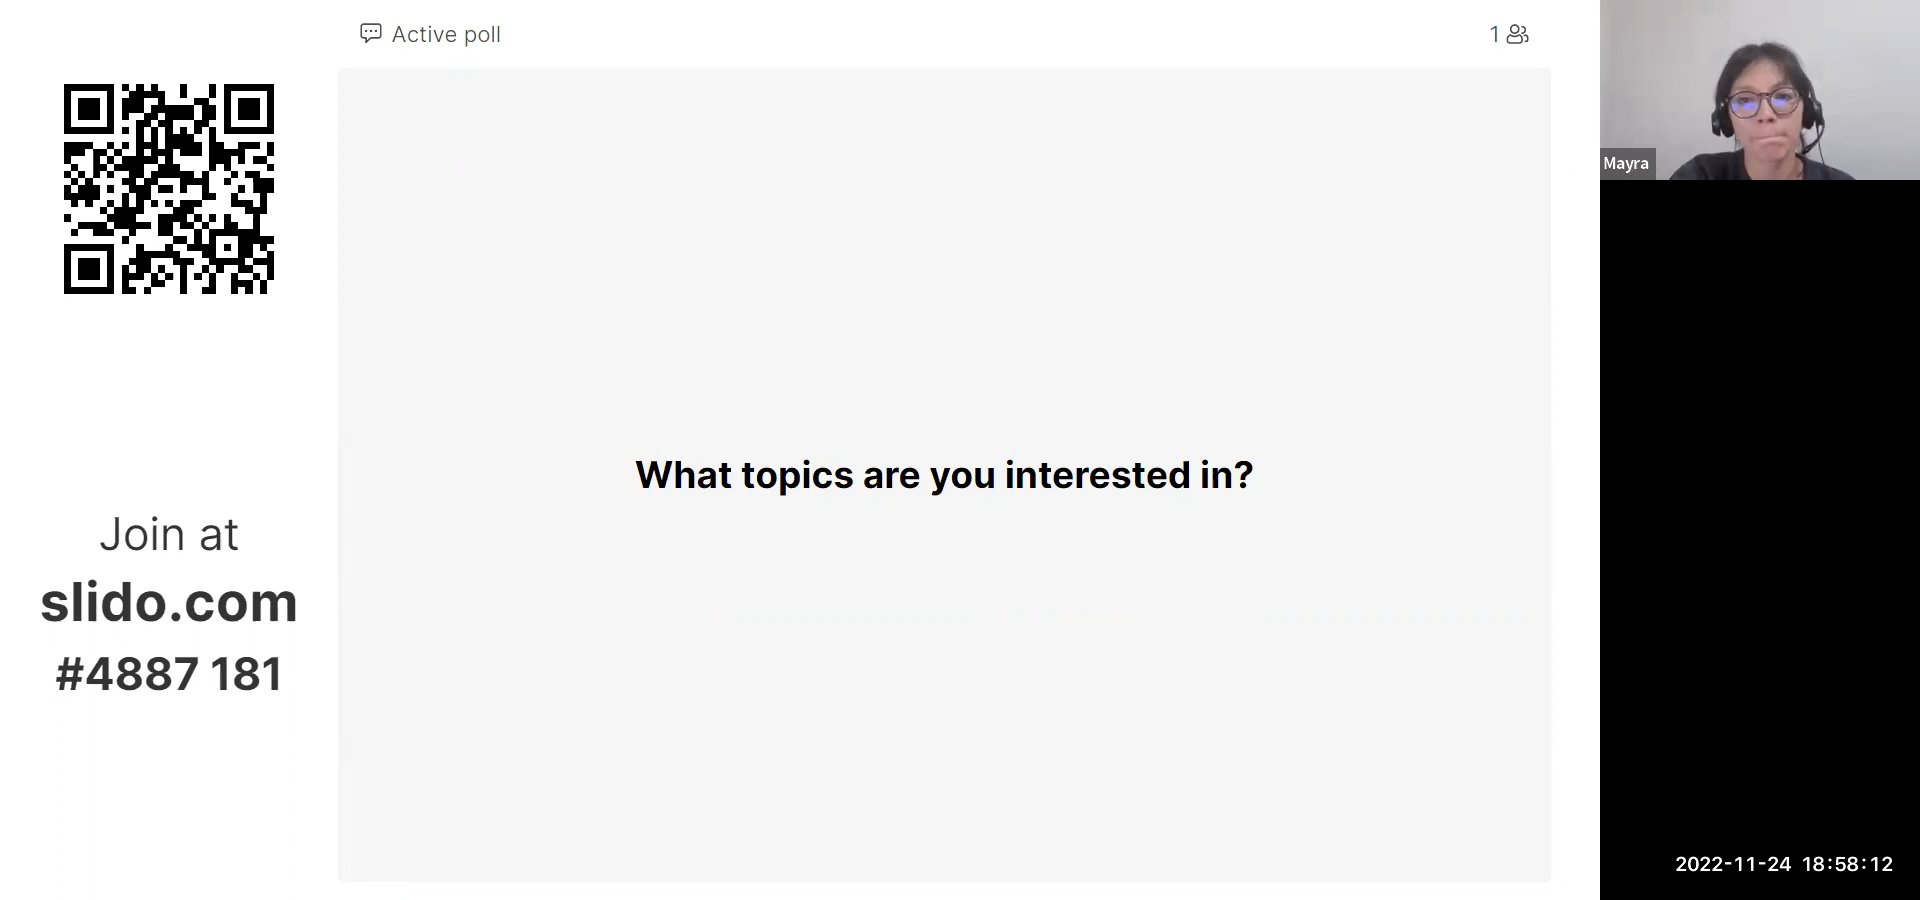 Active poll
1
Join at
slido.com
#4887 181
What topics are you interested in?
Mayra
2022-11-24 18:58:12